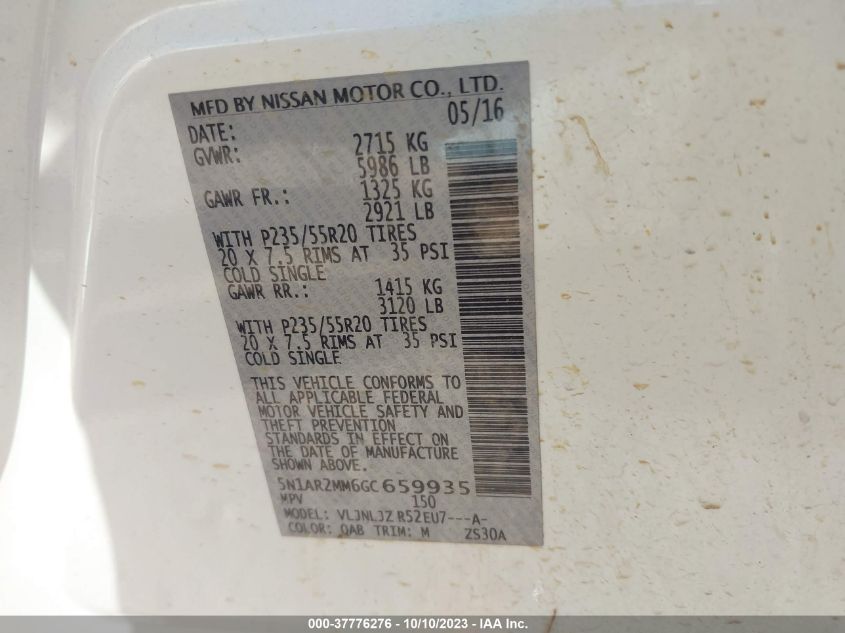 MFD BY NISSAN MOTOR CO., LTD.
DATE: 05/16
GVWR: 2715 KG
5986 LB
GAWR FR.: 1325 KG
2921 LB
WITH P235/55R20 TIRES
20 X 7.5 RIMS AT 35 PSI
COLD SINGLE
GAWR RR.: 1415 KG
3120 LB
WITH P235/55R20 TIRES
20 X 7.5 RIMS AT 35 PSI
COLD SINGLE
THIS VEHICLE CONFORMS TO
ALL APPLICABLE FEDERAL
MOTOR VEHICLE SAFETY AND
THEFT PREVENTION
STANDARDS IN EFFECT ON
THE DATE OF MANUFACTURE
SHOWN ABOVE.
5N1AR2MM6GC659935
MPV 150
MODEL: VLJNLJZ R52EU7---A-
COLOR: QAB TRIM: M ZS30A
000-37776276 - 10/10/2023 - IAA Inc.